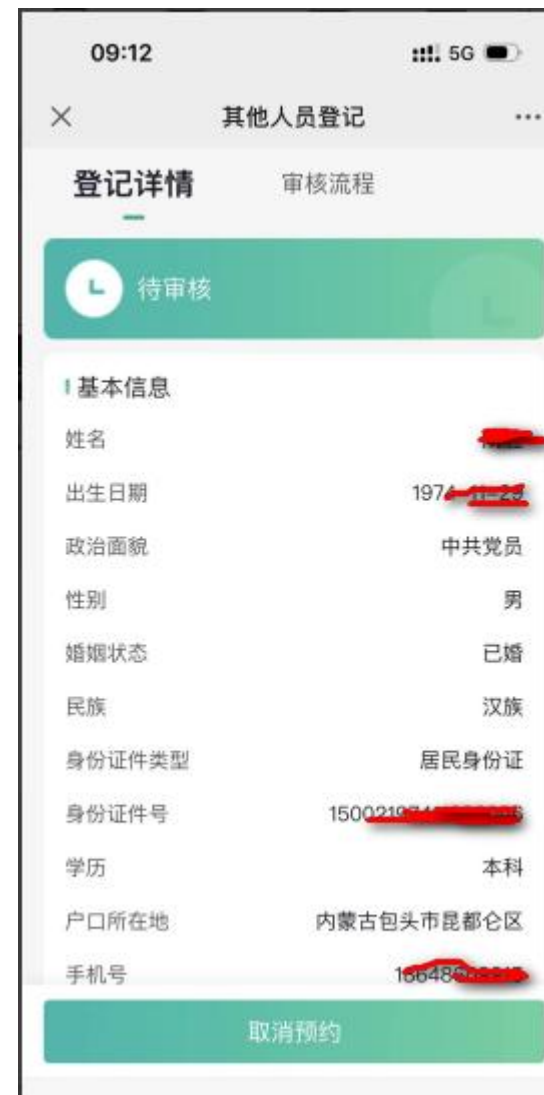 09:12 5G
其他人员登记
登记详情 审核流程
待审核
基本信息
姓名
出生日期 197
政治面貌 中共党员
性别 男
婚姻状态 已婚
民族 汉族
身份证件类型 居民身份证
身份证件号 1500
学历 本科
户口所在地 内蒙古包头市昆都仑区
手机号
取消预约